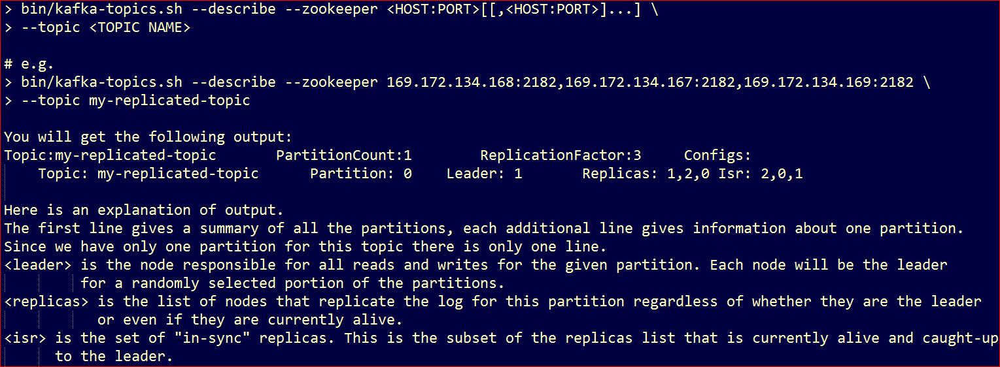 > bin/kafka-topics.sh --describe --zookeeper <HOST:PORT>[[,<HOST:PORT>]...] \
> --topic <TOPIC NAME>
# e.g.
> bin/kafka-topics.sh --describe --zookeeper 169.172.134.168:2182,169.172.134.167:2182,169.172.134.169:2182 \
> --topic my-replicated-topic
You will get the following output:
Topic:my-replicated-topic PartitionCount:1 ReplicationFactor:3 Configs:
Topic: my-replicated-topic Partition: 0 Leader: 1 Replicas: 1,2,0 Isr: 2,0,1
Here is an explanation of output.
The first line gives a summary of all the partitions, each additional line gives information about one partition.
Since we have only one partition for this topic there is only one line.
<leader> is the node responsible for all reads and writes for the given partition. Each node will be the leader
for a randomly selected portion of the partitions.
<replicas> is the list of nodes that replicate the log for this partition regardless of whether they are the leader
or even if they are currently alive.
<isr> is the set of "in-sync" replicas. This is the subset of the replicas list that is currently alive and caught-up
to the leader.